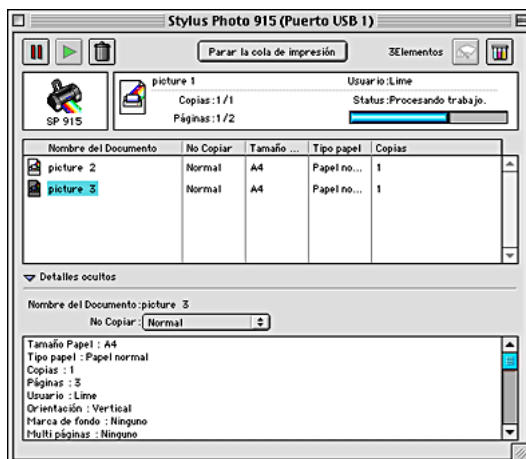 Stylus Photo 915 (Puerto USB 1)
Parar la cola de impresión
3Elementos
SP 915
picture 1
Usuario:Lime
Copias:1/1
Status:Procesando trabajo.
Páginas:1/2
Nombre del Documento No Copiar Tamaño ... Tipo papel Copias
picture 2 Normal A4 Papel no... 1
picture 3 Normal A4 Papel no... 1
Detalles ocultos
Nombre del Documento:picture 3
No Copiar: Normal
Tamaño Papel : A4
Tipo papel : Papel normal
Copias : 1
Páginas : 3
Usuario : Lime
Orientación : Vertical
Marca de fondo : Ninguno
Multi páginas : Ninguno